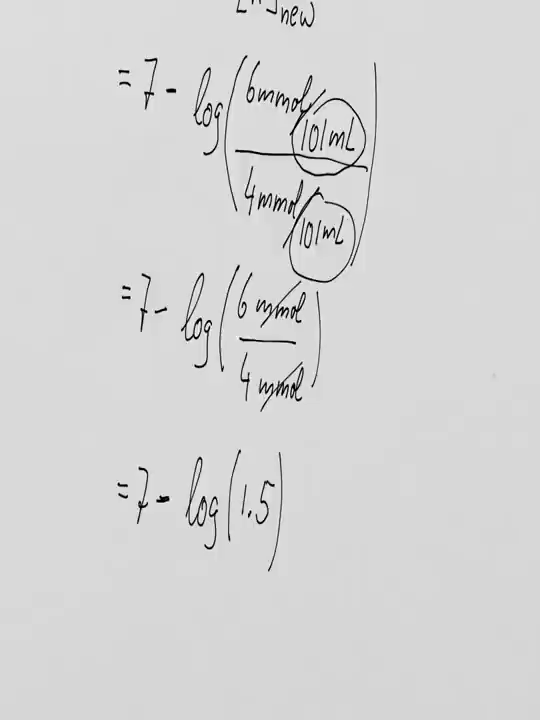 new
= 7 - log(6mmol/101mL
4mmol/101mL)
= 7 - log(6 mmol
4 mmol)
= 7 - log(1.5)